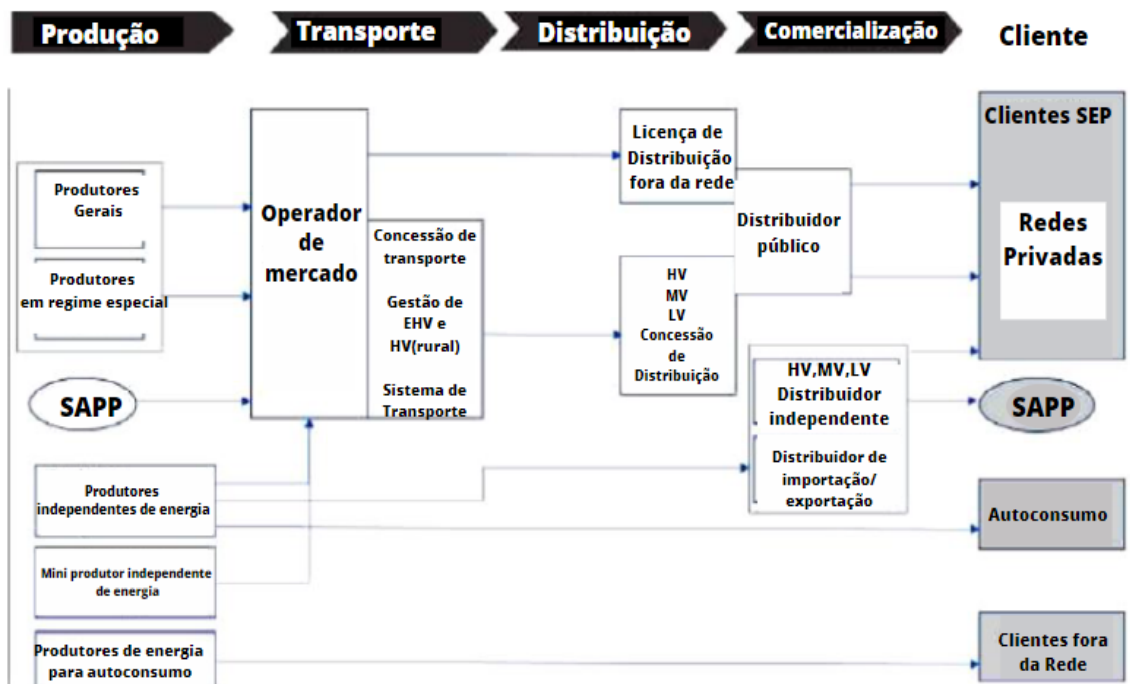 Produção
Transporte
Distribuição
Comercialização
Cliente
Produtores
Gerais
Produtores
em regime especial
SAPP
Produtores
independentes de energia
Mini produtor independente
de energia
Produtores de energia
para autoconsumo
Operador
de
mercado
Concessão de
transporte
Gestão de
EHV e
HV(rural)
Sistema de
Transporte
Licença de
Distribuição
fora da rede
HV
MV
LV
Concessão
de
Distribuição
Distribuidor
público
HV,MV,LV
Distribuidor
independente
Distribuidor de
importação/
exportação
Clientes SEP
Redes
Privadas
SAPP
Autoconsumo
Clientes fora
da Rede